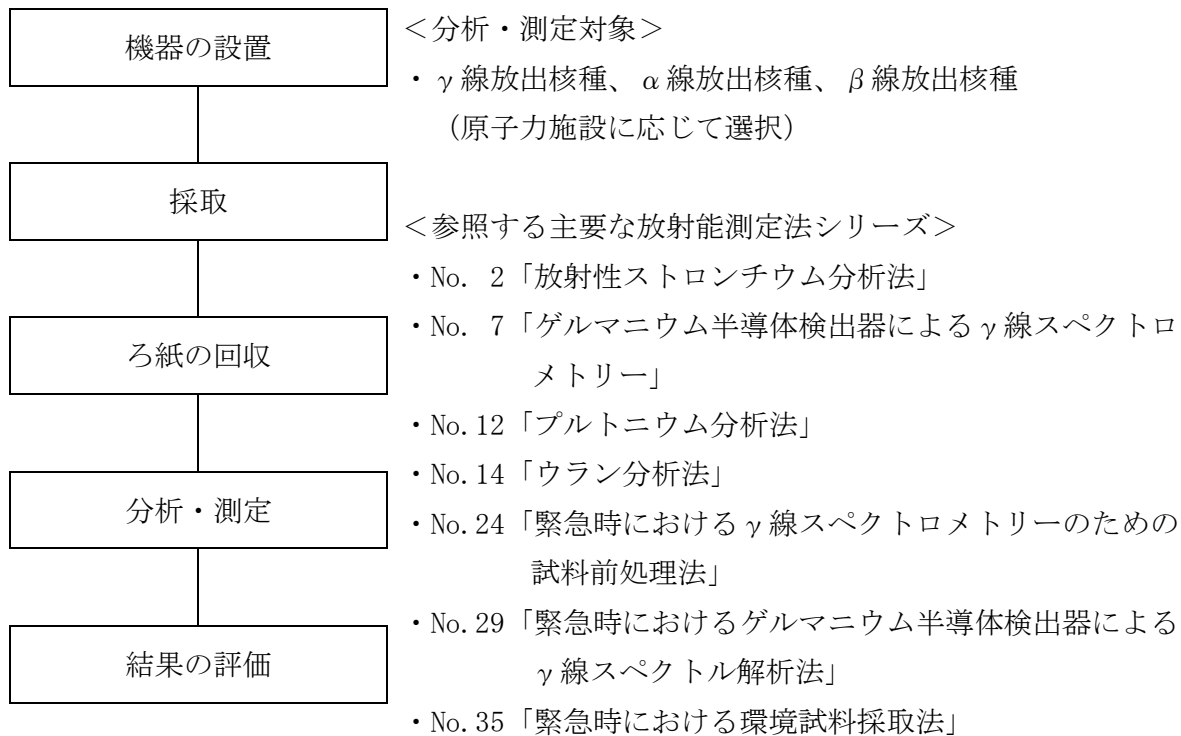 機器の設置
採取
ろ紙の回収
分析・測定
結果の評価
＜分析・測定対象＞
・γ線放出核種、α線放出核種、β線放出核種
（原子力施設に応じて選択）
＜参照する主要な放射能測定法シリーズ＞
・No. 2「放射性ストロンチウム分析法」
・No. 7「ゲルマニウム半導体検出器によるγ線スペクトロ
メトリー」
・No.12「プルトニウム分析法」
・No.14「ウラン分析法」
・No.24「緊急時におけるγ線スペクトロメトリーのための
試料前処理法」
・No.29「緊急時におけるゲルマニウム半導体検出器による
γ線スペクトル解析法」
・No.35「緊急時における環境試料採取法」